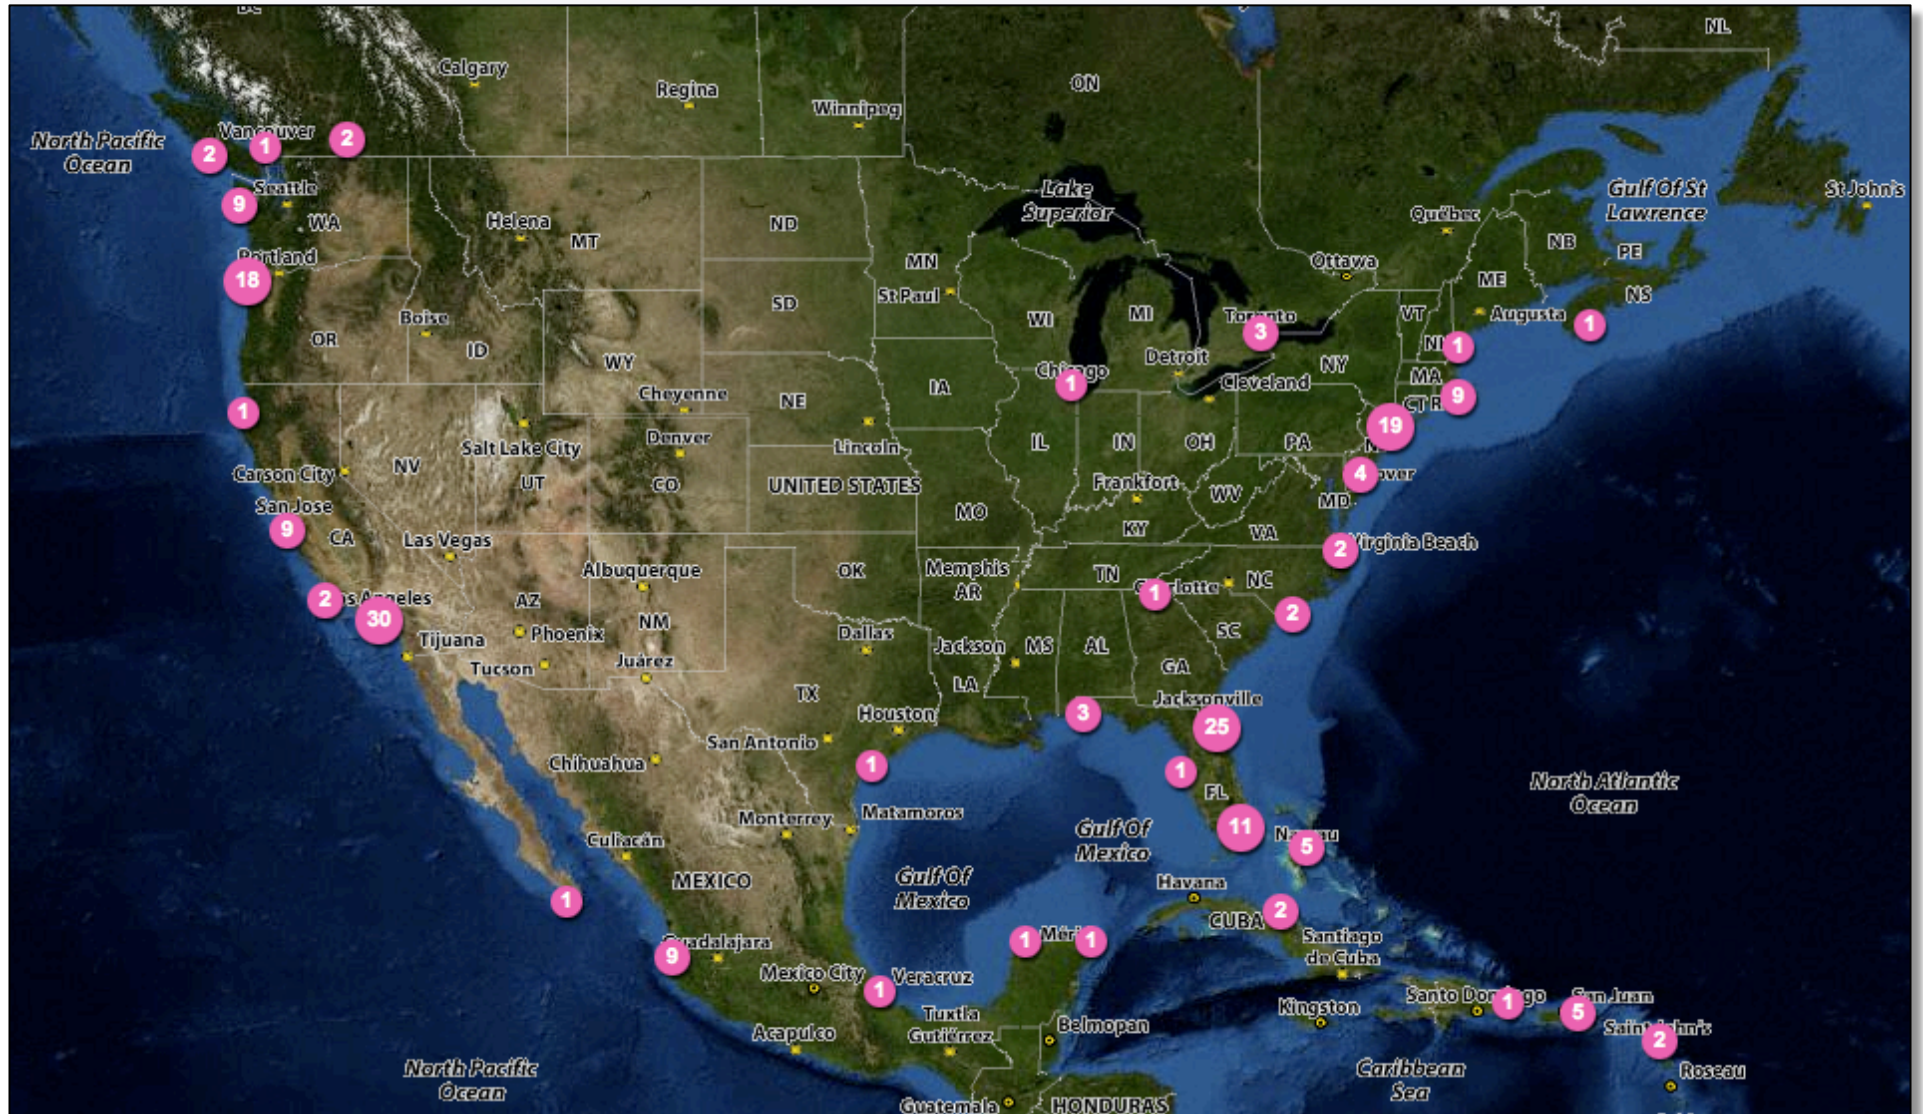 BC
NL
Calgary
Regina
Winnipeg
ON
North Pacific
Ocean
Vancouver
2
1
2
Seattle
9
WA
Helena
MT
ND
Lake
Superior
Québec
Gulf Of St
Lawrence
St John's
NB
PE
Portland
18
MN
St Paul
Ottawa
ME
NS
SD
Boise
OR
ID
WY
WI
MI
Toronto
3
VT
Augusta
1
1
NY
Detroit
Chicago
1
Cleveland
MA
9
Cheyenne
NE
IA
CT
1
19
Salt Lake City
Denver
Lincoln
IL
IN
OH
PA
Carson City
NV
UT
CO
UNITED STATES
Frankfort
WV
MD
4
San Jose
9
CA
Las Vegas
MO
KY
VA
2
Virginia Beach
Albuquerque
OK
Memphis
AR
TN
Charlotte
1
NC
2
Los Angeles
30
AZ
Phoenix
NM
Dallas
Jackson
MS
AL
SC
2
Tijuana
Tucson
Juárez
TX
LA
GA
Jacksonville
25
Houston
3
San Antonio
Chihuahua
1
1
FL
North Atlantic
Ocean
Monterrey
Matamoros
Gulf Of
Mexico
11
Nassau
5
Culiacán
MEXICO
Gulf Of
Mexico
Havana
CUBA
2
1
Guadalajara
9
1
Mérida
1
Santiago
de Cuba
Mexico City
1
Veracruz
Kingston
Santo Domingo
1
San Juan
5
Acapulco
Tuxtla
Gutiérrez
Belmopan
Saint John's
2
North Pacific
Ocean
Caribbean
Sea
Roseau
Guatemala
HONDURAS